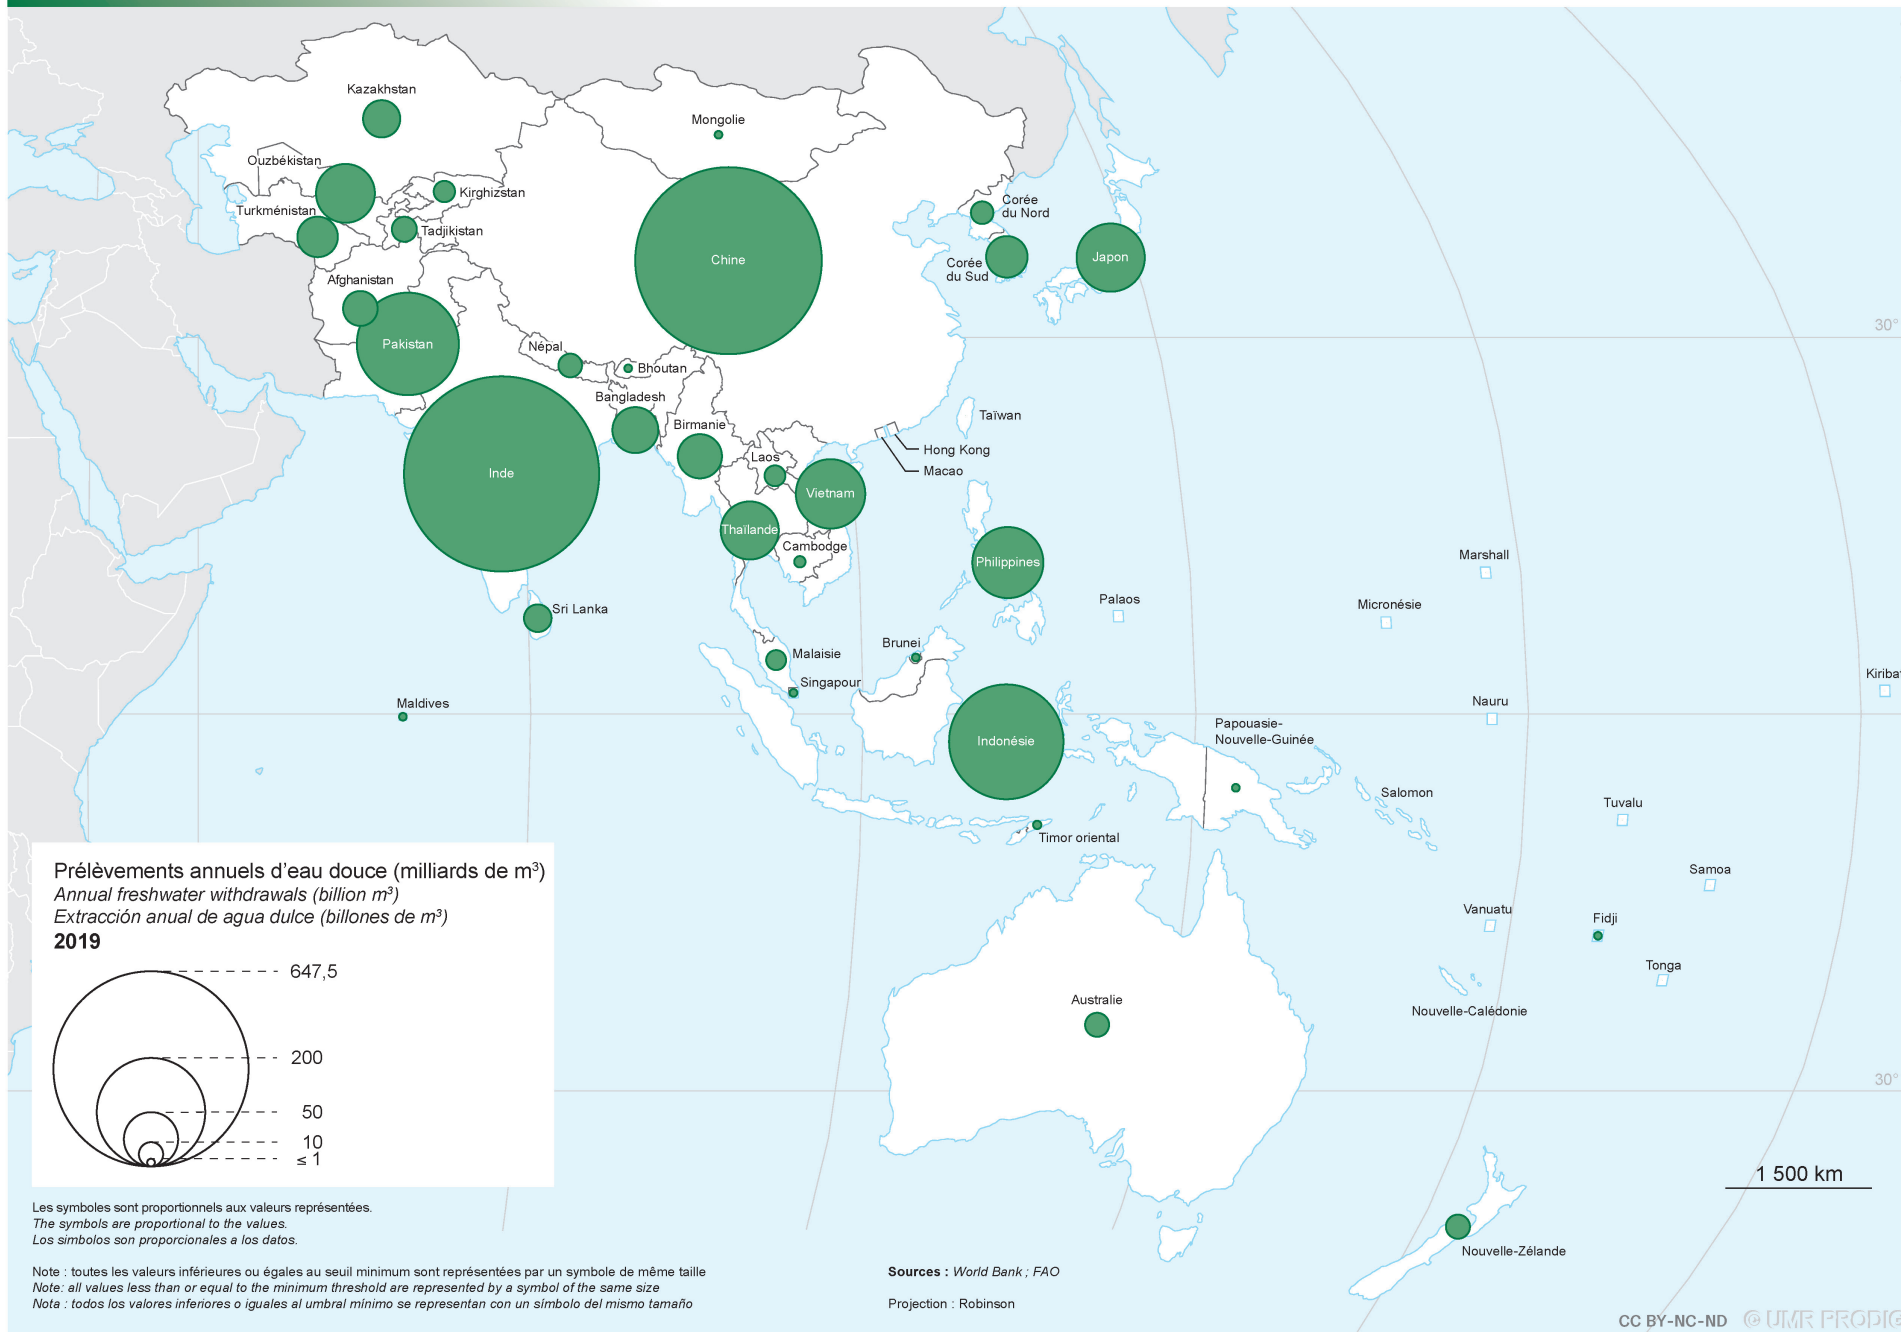 Kazakhstan
Mongolie
Ouzbékistan
Kirghizstan
Turkménistan
Tadjikistan
Corée
du Nord
Chine
Corée
du Sud
Japon
Afghanistan
Pakistan
30°
Népal
Bhoutan
Bangladesh
Birmanie
Taïwan
Hong Kong
Macao
Laos
Inde
Vietnam
Thaïlande
Cambodge
Philippines
Marshall
Sri Lanka
Palaos
Micronésie
Brunei
Malaisie
Singapour
Kiriba
Maldives
Nauru
Papouasie-
Nouvelle-Guinée
Indonésie
Salomon
Tuvalu
Timor oriental
Samoa
Vanuatu
Fidji
Tonga
Australie
Nouvelle-Calédonie
30°
Nouvelle-Zélande
1 500 km
Prélèvements annuels d'eau douce (milliards de m³)
Annual freshwater withdrawals (billion m³)
Extracción anual de agua dulce (billones de m³)
2019
647,5
200
50
10
≤ 1
Les symboles sont proportionnels aux valeurs représentées.
The symbols are proportional to the values.
Los simbolos son proporcionales a los datos.
Note : toutes les valeurs inférieures ou égales au seuil minimum sont représentées par un symbole de même taille
Note: all values less than or equal to the minimum threshold are represented by a symbol of the same size
Nota : todos los valores inferiores o iguales al umbral mínimo se representan con un símbolo del mismo tamaño
Sources : World Bank ; FAO
Projection : Robinson
CC BY-NC-ND © UMR PRODIG